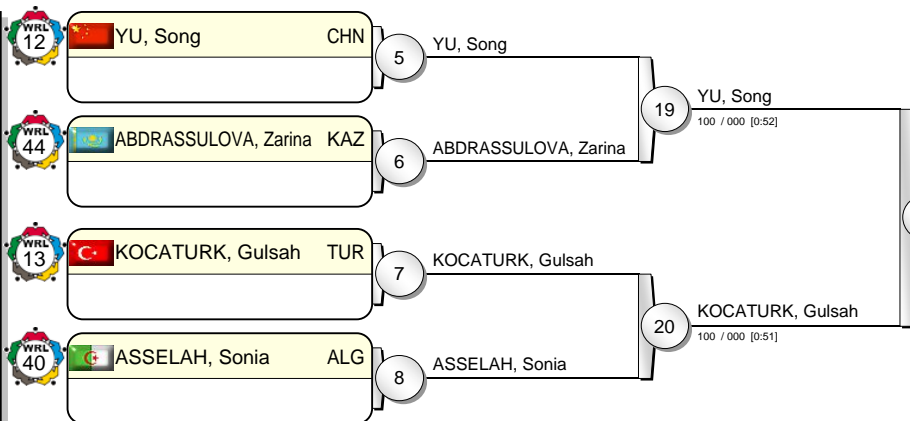 WRL
12
YU, Song CHN
5
YU, Song
19
YU, Song
100 / 000 [0:52]
WRL
44
ABDRASSULOVA, Zarina KAZ
6
ABDRASSULOVA, Zarina
WRL
13
KOCATURK, Gulsah TUR
7
KOCATURK, Gulsah
20
KOCATURK, Gulsah
100 / 000 [0:51]
WRL
40
ASSELAH, Sonia ALG
8
ASSELAH, Sonia